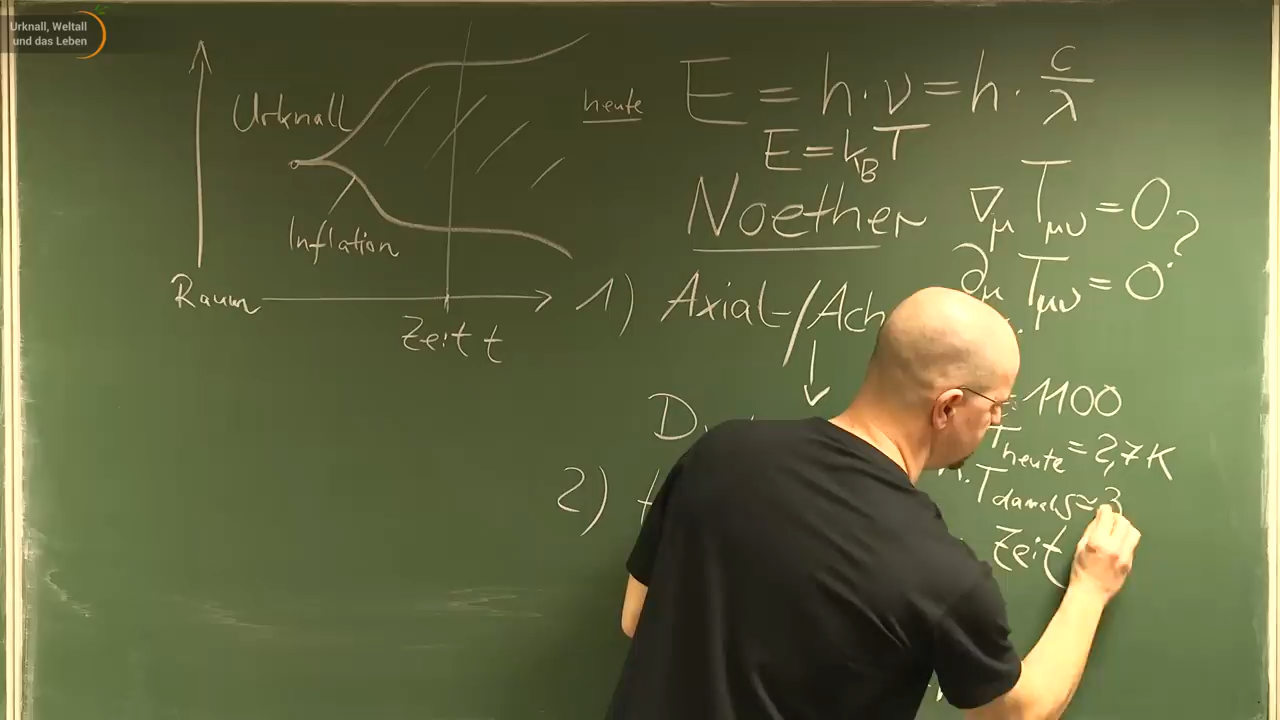 Urknall, Weltall
und das Leben
Urknall
Inflation
Raum
Zeit t
heute
E = h · ν = h · c/λ
E = k_B T
Noether
∇_μ T_μν = 0
?
∂_μ T_μν = 0
1) Axial-/Ach
D
2)
1100
T_heute = 2,7 K
T_damals ≈ 3
Zeit